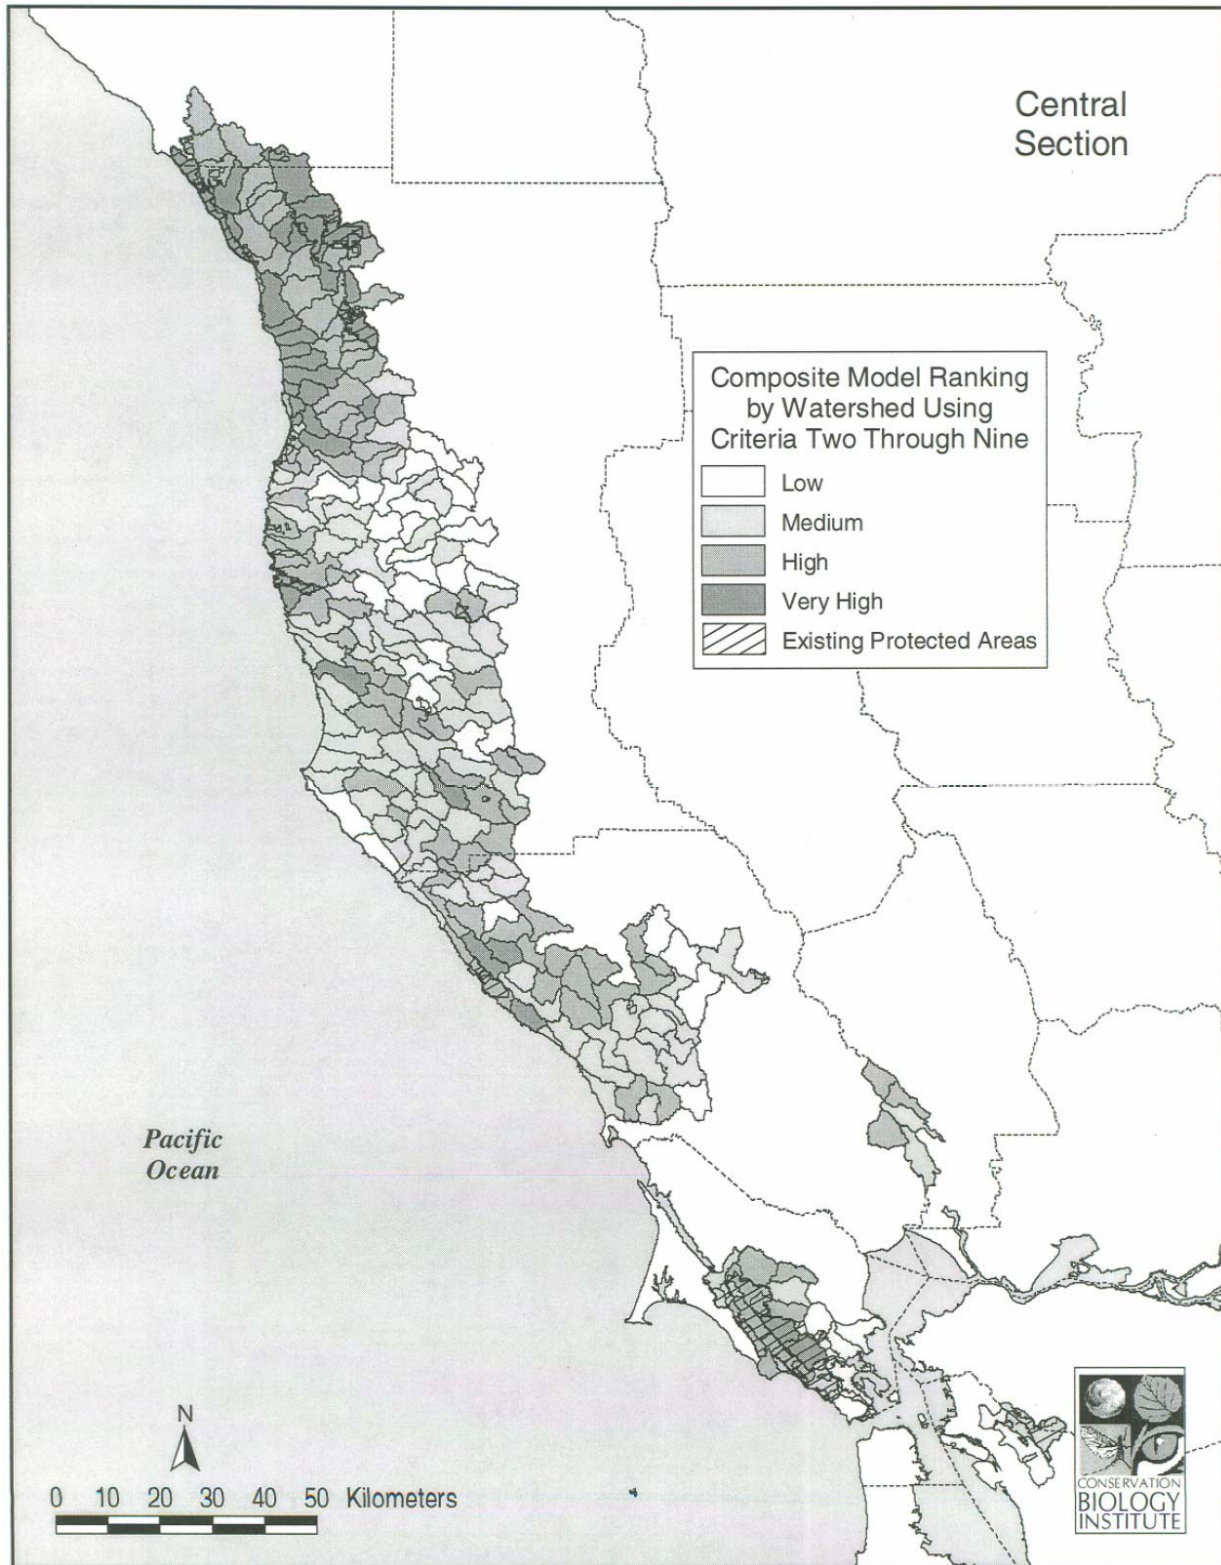 Central
Section
Composite Model Ranking
by Watershed Using
Criteria Two Through Nine
Low
Medium
High
Very High
Existing Protected Areas
Pacific
Ocean
N
0 10 20 30 40 50 Kilometers
CONSERVATION
BIOLOGY
INSTITUTE